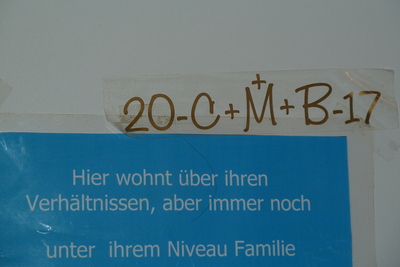 20-C+M+B-17
Hier wohnt über ihren
Verhältnissen, aber immer noch
unter ihrem Niveau Familie